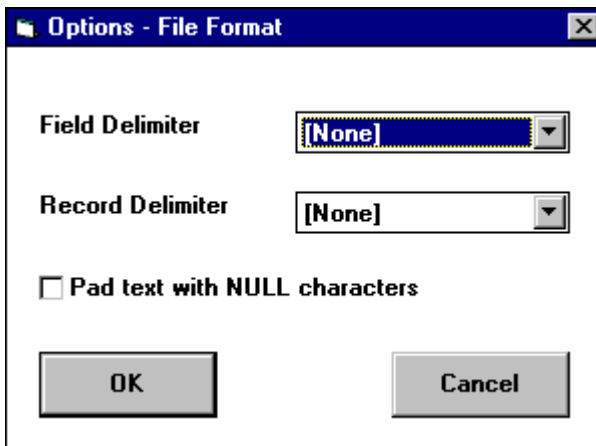 Options - File Format
Field Delimiter [None]
Record Delimiter [None]
Pad text with NULL characters
OK Cancel